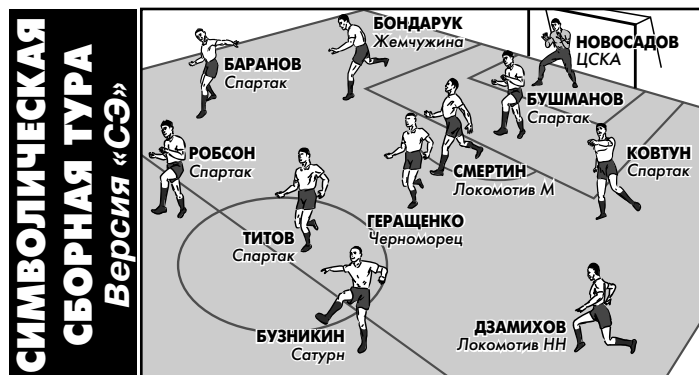 СИМВОЛИЧЕСКАЯ
СБОРНАЯ ТУРА
Версия «СЭ»
БОНДАРУК
Жемчужина
НОВОСАДОВ
ЦСКА
БАРАНОВ
Спартак
БУШМАНОВ
Спартак
РОБСОН
Спартак
СМЕРТИН
Локомотив М
КОВТУН
Спартак
ГЕРАЩЕНКО
Черноморец
ТИТОВ
Спартак
БУЗНИКИН
Сатурн
ДЗАМИХОВ
Локомотив НН